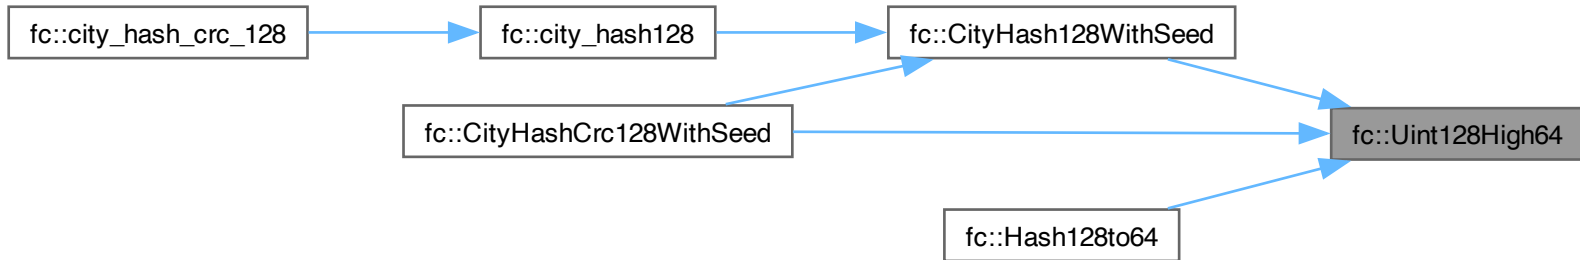 fc::city_hash_crc_128
fc::city_hash128
fc::CityHash128WithSeed
fc::CityHashCrc128WithSeed
fc::Uint128High64
fc::Hash128to64